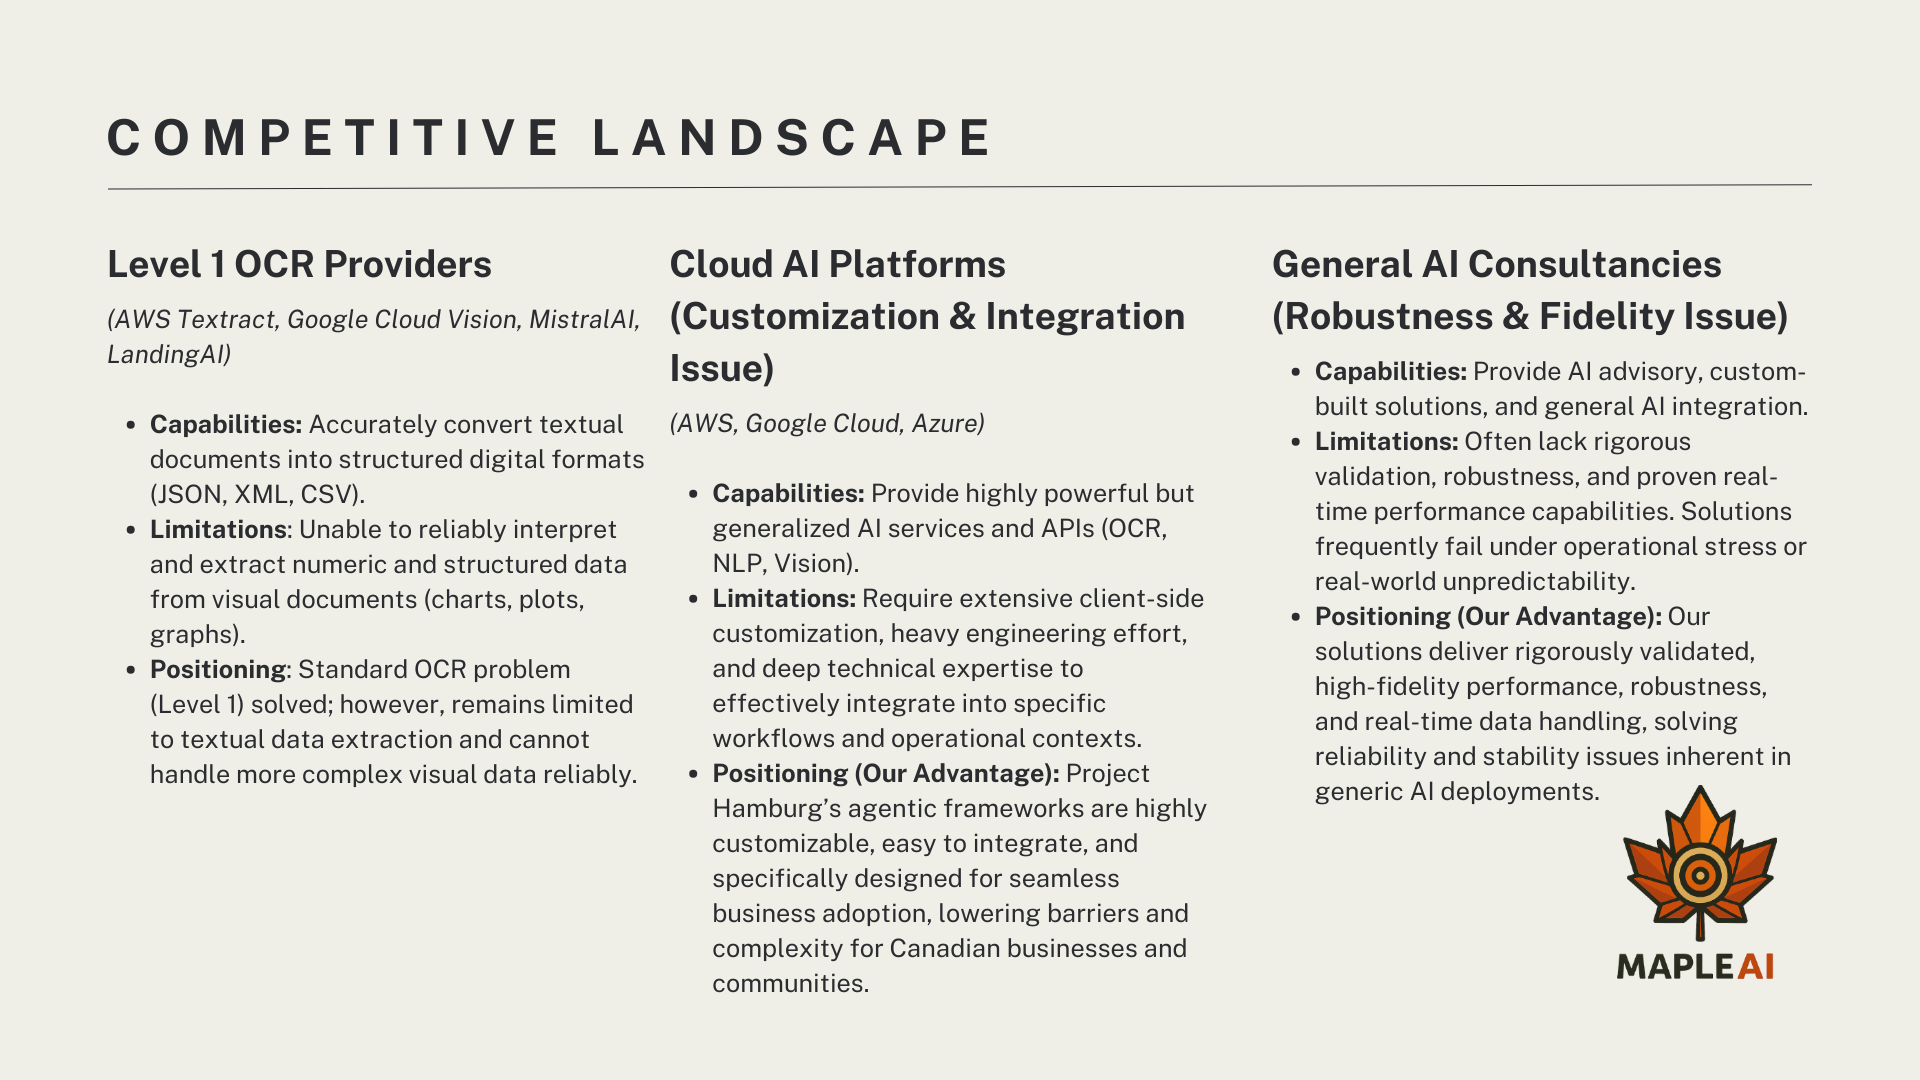 COMPETITIVE LANDSCAPE
Level 1 OCR Providers
(AWS Textract, Google Cloud Vision, MistralAI,
LandingAI)
• Capabilities: Accurately convert textual
documents into structured digital formats
(JSON, XML, CSV).
• Limitations: Unable to reliably interpret
and extract numeric and structured data
from visual documents (charts, plots,
graphs).
• Positioning: Standard OCR problem
(Level 1) solved; however, remains limited
to textual data extraction and cannot
handle more complex visual data reliably.
Cloud AI Platforms
(Customization & Integration
Issue)
(AWS, Google Cloud, Azure)
• Capabilities: Provide highly powerful but
generalized AI services and APIs (OCR,
NLP, Vision).
• Limitations: Require extensive client-side
customization, heavy engineering effort,
and deep technical expertise to
effectively integrate into specific
workflows and operational contexts.
• Positioning (Our Advantage): Project
Hamburg’s agentic frameworks are highly
customizable, easy to integrate, and
specifically designed for seamless
business adoption, lowering barriers and
complexity for Canadian businesses and
communities.
General AI Consultancies
(Robustness & Fidelity Issue)
• Capabilities: Provide AI advisory, custom-
built solutions, and general AI integration.
• Limitations: Often lack rigorous
validation, robustness, and proven real-
time performance capabilities. Solutions
frequently fail under operational stress or
real-world unpredictability.
• Positioning (Our Advantage): Our
solutions deliver rigorously validated,
high-fidelity performance, robustness,
and real-time data handling, solving
reliability and stability issues inherent in
generic AI deployments.
MAPLEAI